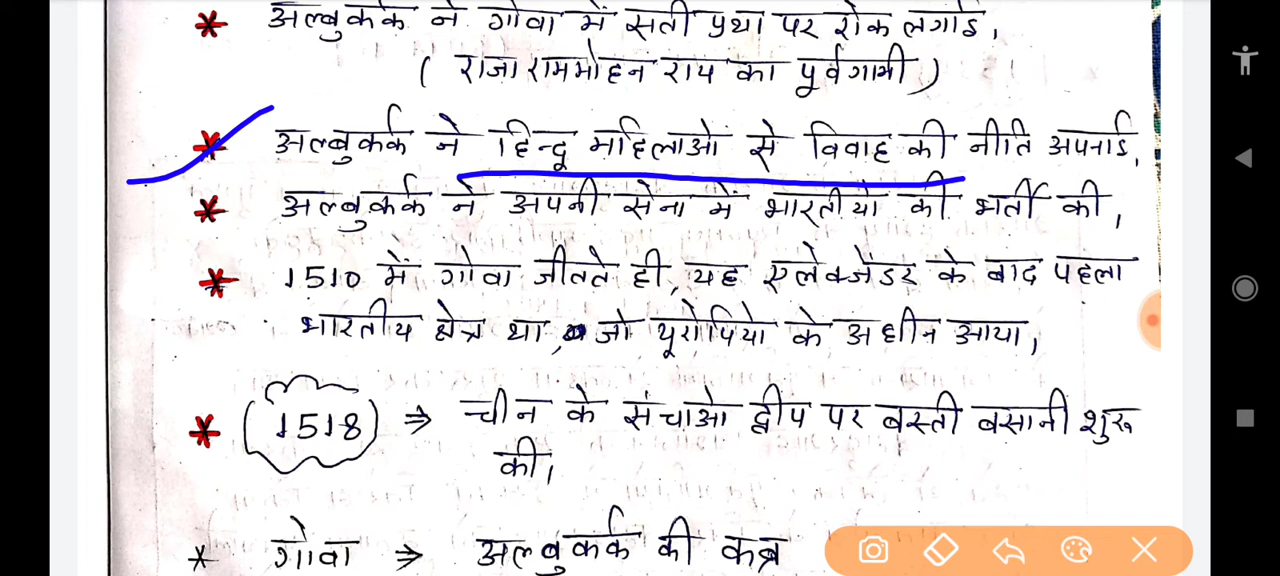 * अल्बुकर्क ने गोवा में सती प्रथा पर रोक लगाई,
( राजा राममोहन राय का पूर्वगामी )
* अल्बुकर्क ने हिन्दू महिलाओं से विवाह की नीति अपनाई,
* अल्बुकर्क ने अपनी सेना में भारतीयों की भर्ती की,
* 1510 में गोवा जीतते ही, यह एलेक्जेंडर के बाद पहला
भारतीय क्षेत्र था, जो यूरोपियो के अधीन आया,
* (1518) ⇒ चीन के संचाओ द्वीप पर बस्ती बसानी शुरू
की,
* गोवा ⇒ अल्बुकर्क की कब्र